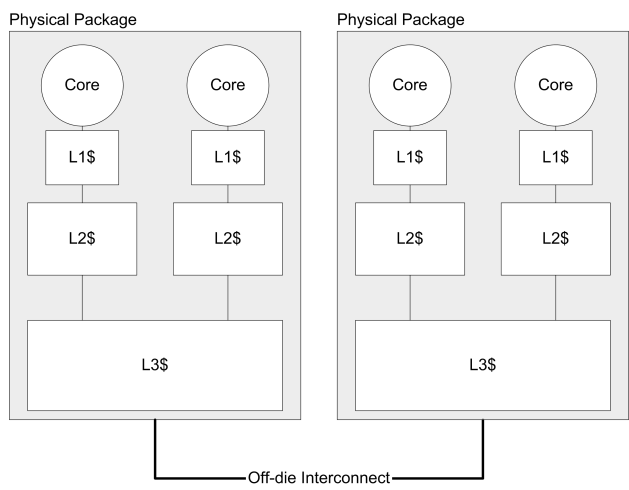 Physical Package
Physical Package
Core
Core
Core
Core
L1$
L1$
L1$
L1$
L2$
L2$
L2$
L2$
L3$
L3$
Off-die Interconnect